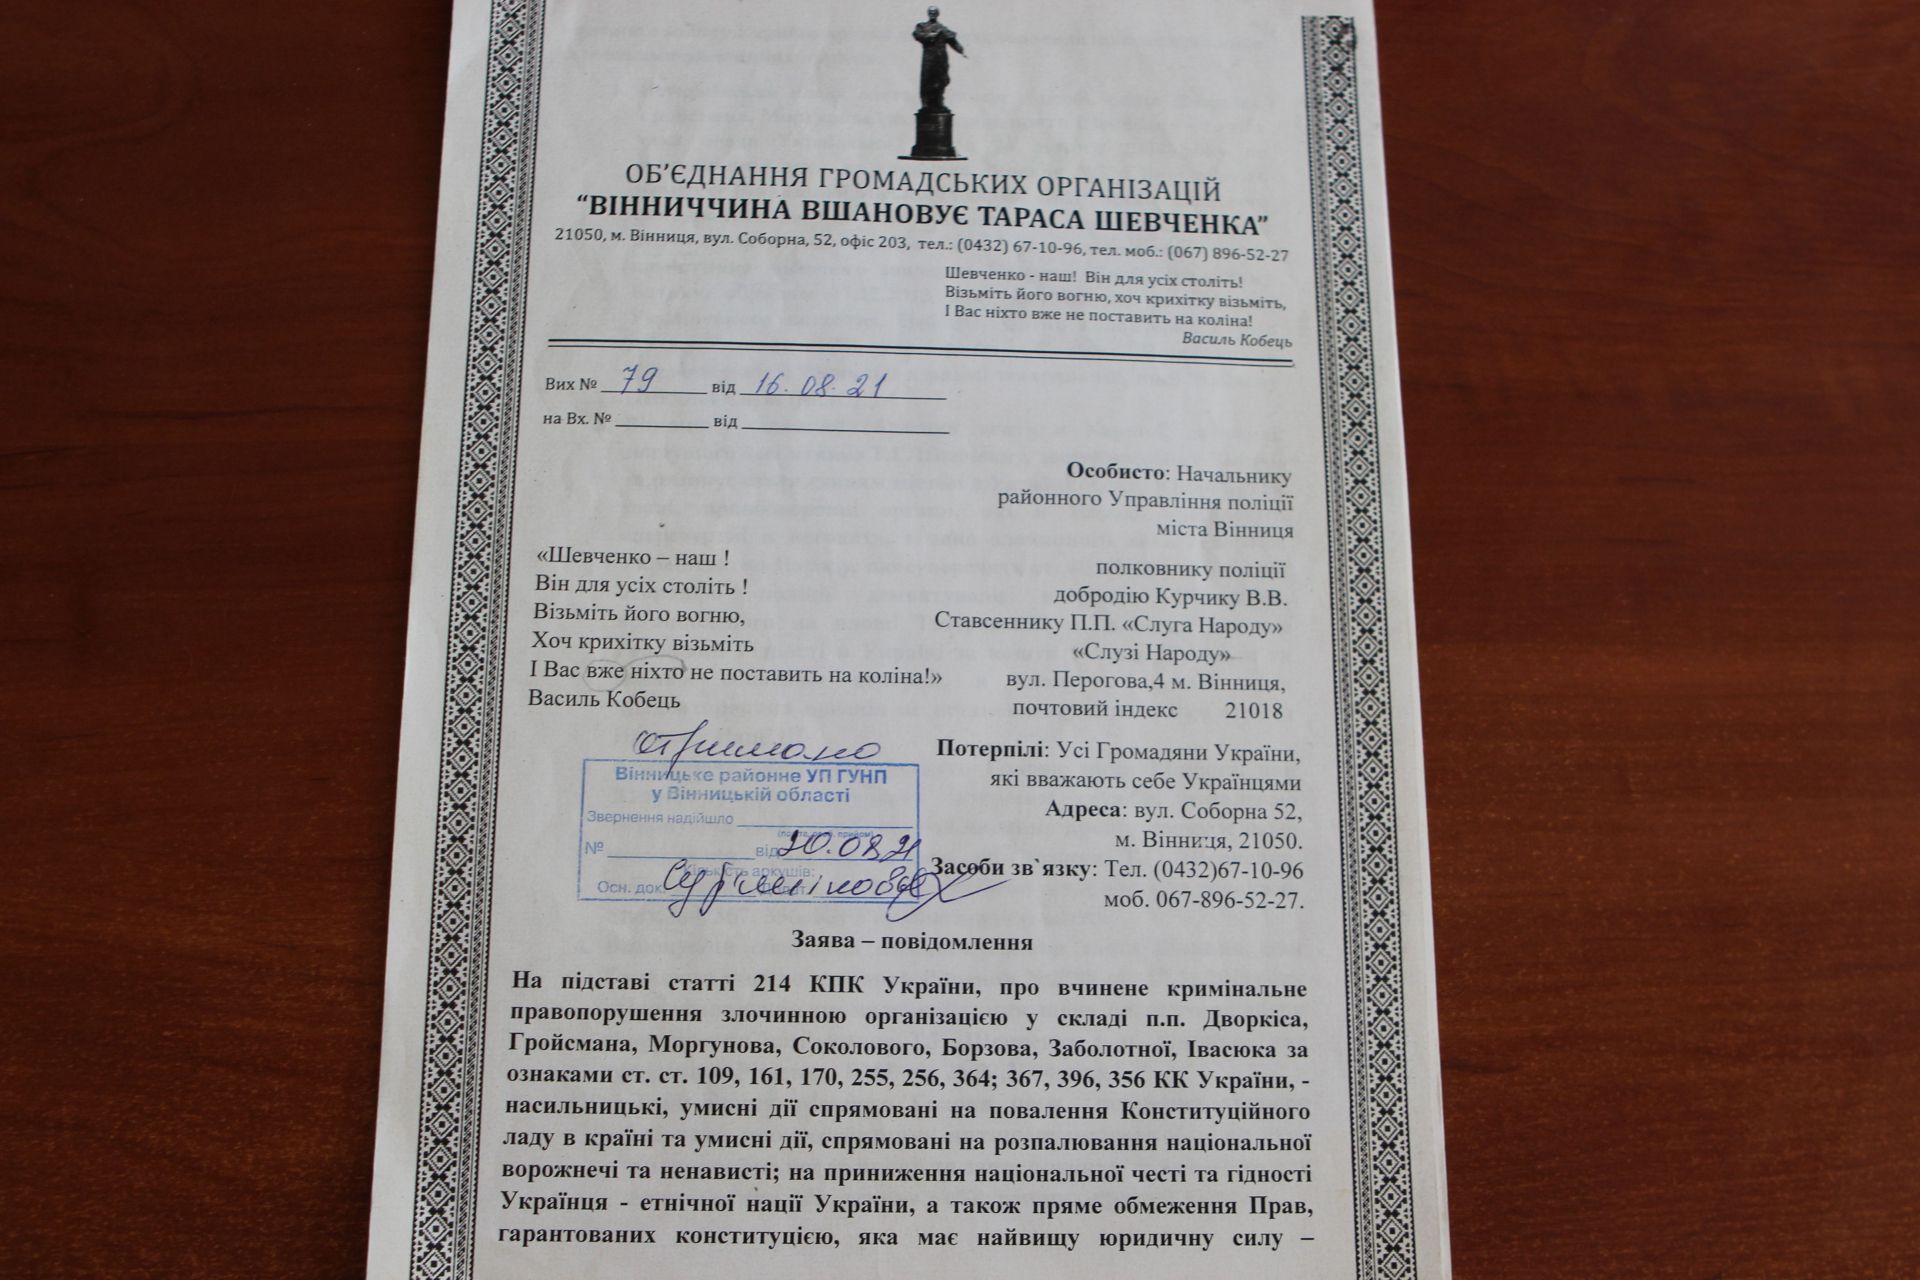 ОБ’ЄДНАННЯ ГРОМАДСЬКИХ ОРГАНІЗАЦІЙ
“ВІННИЧЧИНА ВШАНОВУЄ ТАРАСА ШЕВЧЕНКА”
21050, м. Вінниця, вул. Соборна, 52, офіс 203, тел.: (0432) 67-10-96, тел. моб.: (067) 896-52-27
Шевченко - наш! Він для усіх століть!
Візьміть його вогню, хоч крихітку візьміть,
І Вас ніхто вже не поставить на коліна!
Василь Кобець
Вих № 79 від 16.08.21
на Вх. № від
Особисто: Начальнику
районного Управління поліції
міста Вінниця
полковнику поліції
добродію Курчику В.В.
Ставсеннику П.П. «Слуга Народу»
«Слузі Народу»
вул. Перогова,4 м. Вінниця,
почтовий індекс 21018
«Шевченко – наш !
Він для усіх століть !
Візьміть його вогню,
Хоч крихітку візьміть
І Вас вже ніхто не поставить на коліна!»
Василь Кобець
отримано
Вінницьке районне УП ГУНП
у Вінницькій області
Звернення надійшло
№ від 20.08.21
Кількість аркушів:
Осн. док.
Потерпілі: Усі Громадяни України,
які вважають себе Українцями
Адреса: вул. Соборна 52,
м. Вінниця, 21050.
Засоби зв`язку: Тел. (0432)67-10-96
моб. 067-896-52-27.
Заява – повідомлення
На підставі статті 214 КПК України, про вчинене кримінальне
правопорушення злочинною організацією у складі п.п. Дворкіса,
Гройсмана, Моргунова, Соколового, Борзова, Заболотної, Івасюка за
ознаками ст. ст. 109, 161, 170, 255, 256, 364; 367, 396, 356 КК України, -
насильницькі, умисні дії спрямовані на повалення Конституційного
ладу в країні та умисні дії, спрямовані на розпалювання національної
ворожнечі та ненависті; на приниження національної честі та гідності
Українця - етнічної нації України, а також пряме обмеження Прав,
гарантованих конституцією, яка має найвищу юридичну силу –